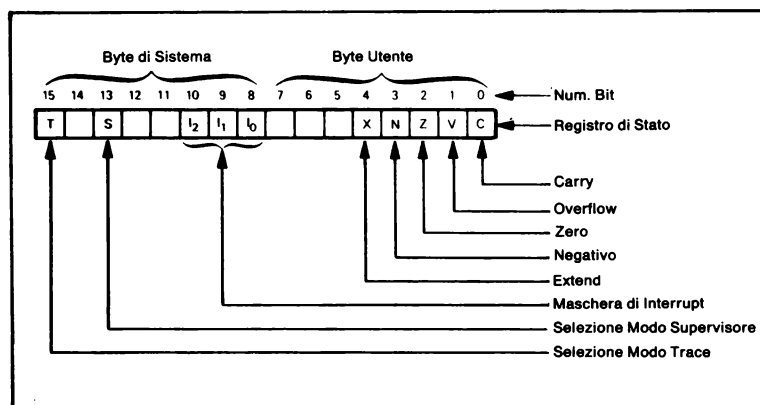 Byte di Sistema Byte Utente
15 14 13 12 11 10 9 8 7 6 5 4 3 2 1 0 Num. Bit
T S I2 I1 I0 X N Z V C Registro di Stato
Carry
Overflow
Zero
Negativo
Extend
Maschera di Interrupt
Selezione Modo Supervisore
Selezione Modo Trace